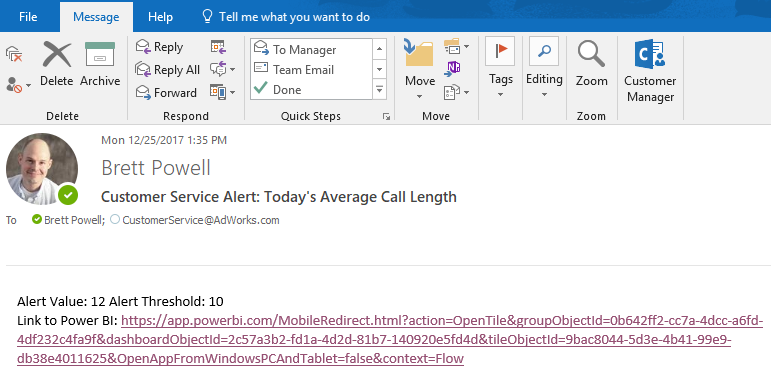 File Message Help Tell me what you want to do
Delete Archive
Reply
Reply All
Forward
To Manager
Team Email
Done
Move
Tags
Editing
Zoom
Customer
Manager
Delete Respond Quick Steps Move Zoom
Mon 12/25/2017 1:35 PM
Brett Powell
Customer Service Alert: Today's Average Call Length
To Brett Powell; CustomerService@AdWorks.com
Alert Value: 12 Alert Threshold: 10
Link to Power BI: https://app.powerbi.com/MobileRedirect.html?action=OpenTile&groupObjectId=0b642ff2-cc7a-4dcc-a6fd-
4df232c4fa9f&dashboardObjectId=2c57a3b2-fd1a-4d2d-81b7-140920e5fd4d&tileObjectId=9bac8044-5d3e-4b41-99e9-
db38e4011625&OpenAppFromWindowsPCAndTablet=false&context=Flow